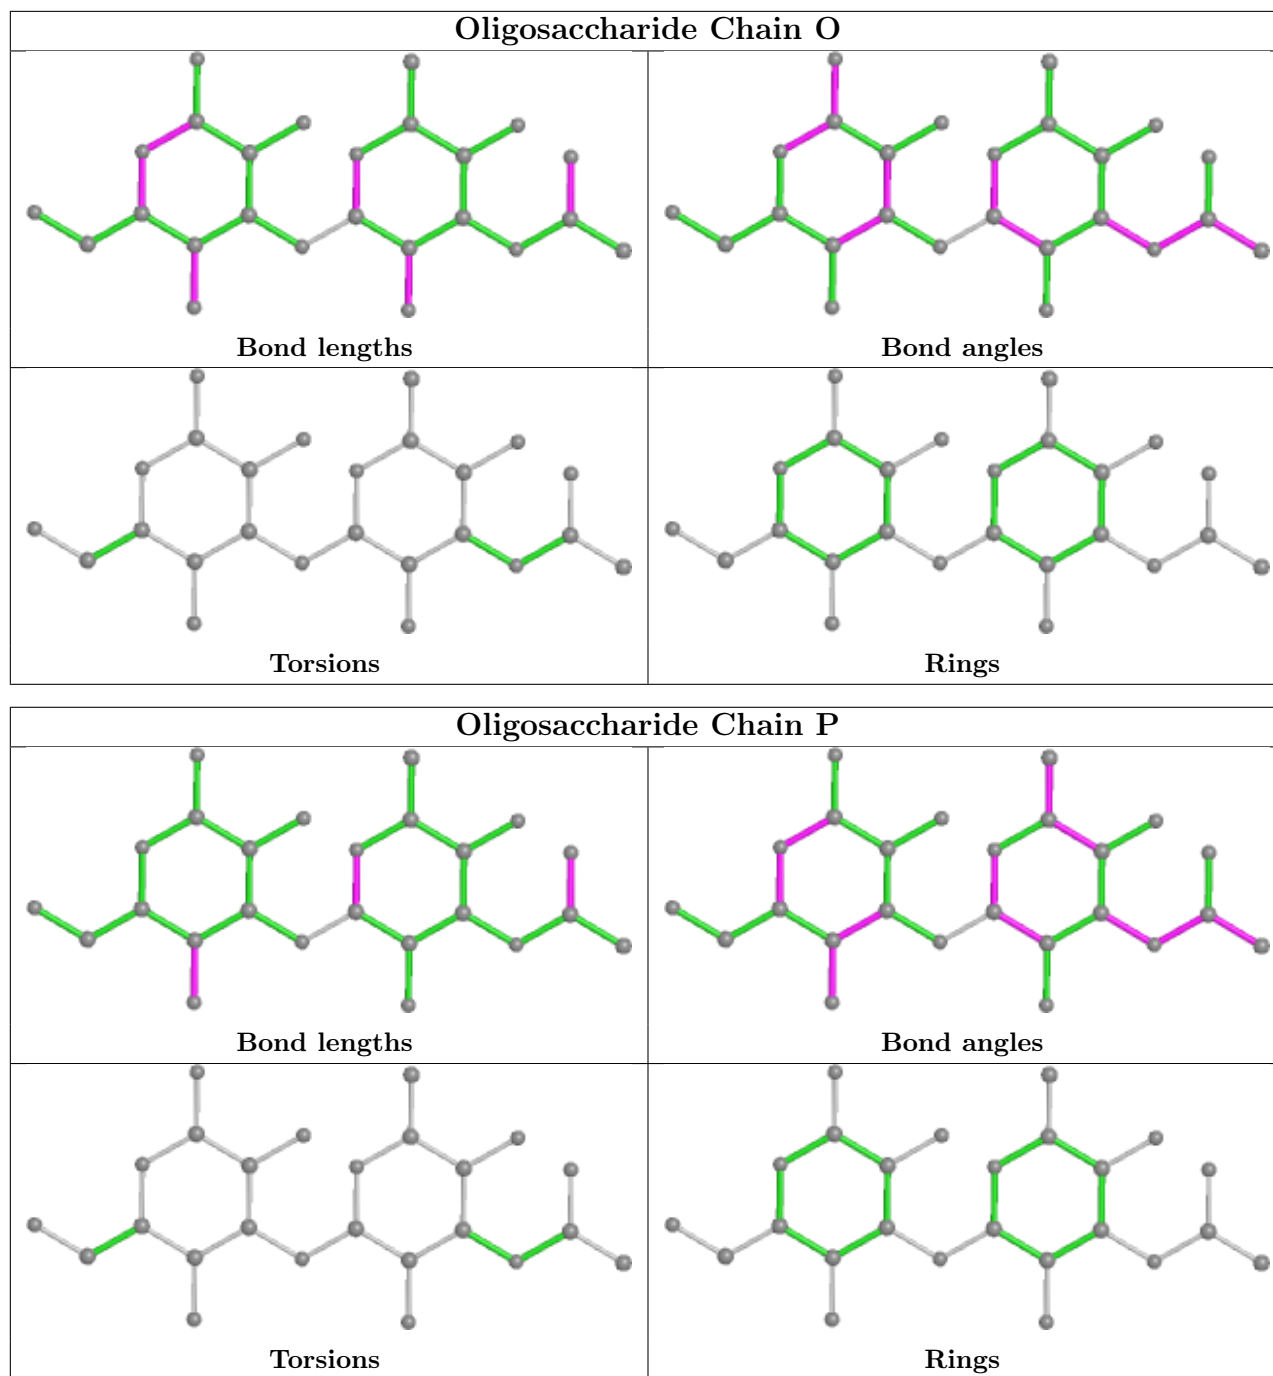 Oligosaccharide Chain O
Bond lengths
Bond angles
Torsions
Rings
Oligosaccharide Chain P
Bond lengths
Bond angles
Torsions
Rings